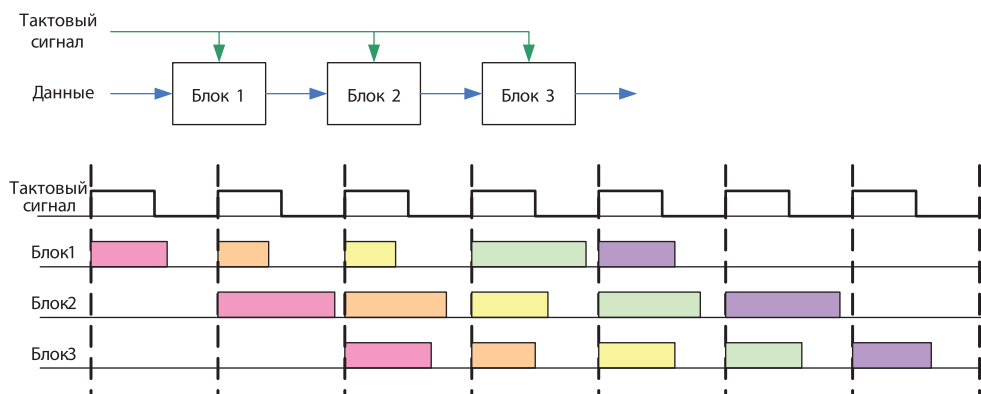 Тактовый
сигнал
Данные
Блок 1
Блок 2
Блок 3
Тактовый
сигнал
Блок1
Блок2
Блок3